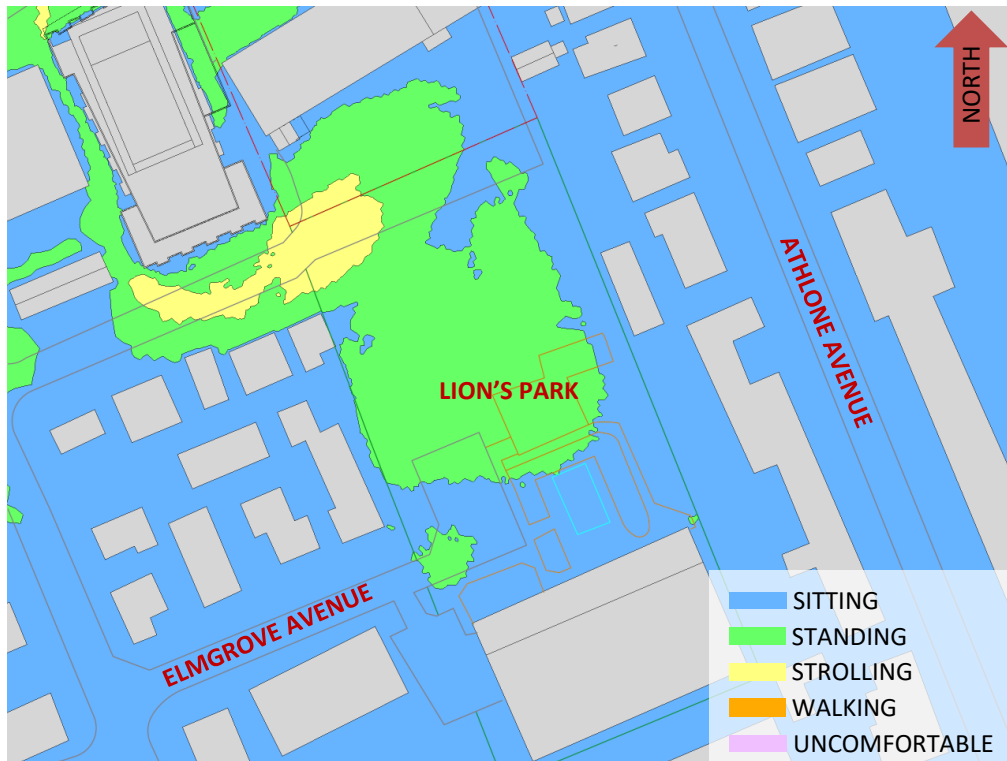 NORTH
ATHLONE AVENUE
LION'S PARK
ELMGROVE AVENUE
SITTING
STANDING
STROLLING
WALKING
UNCOMFORTABLE